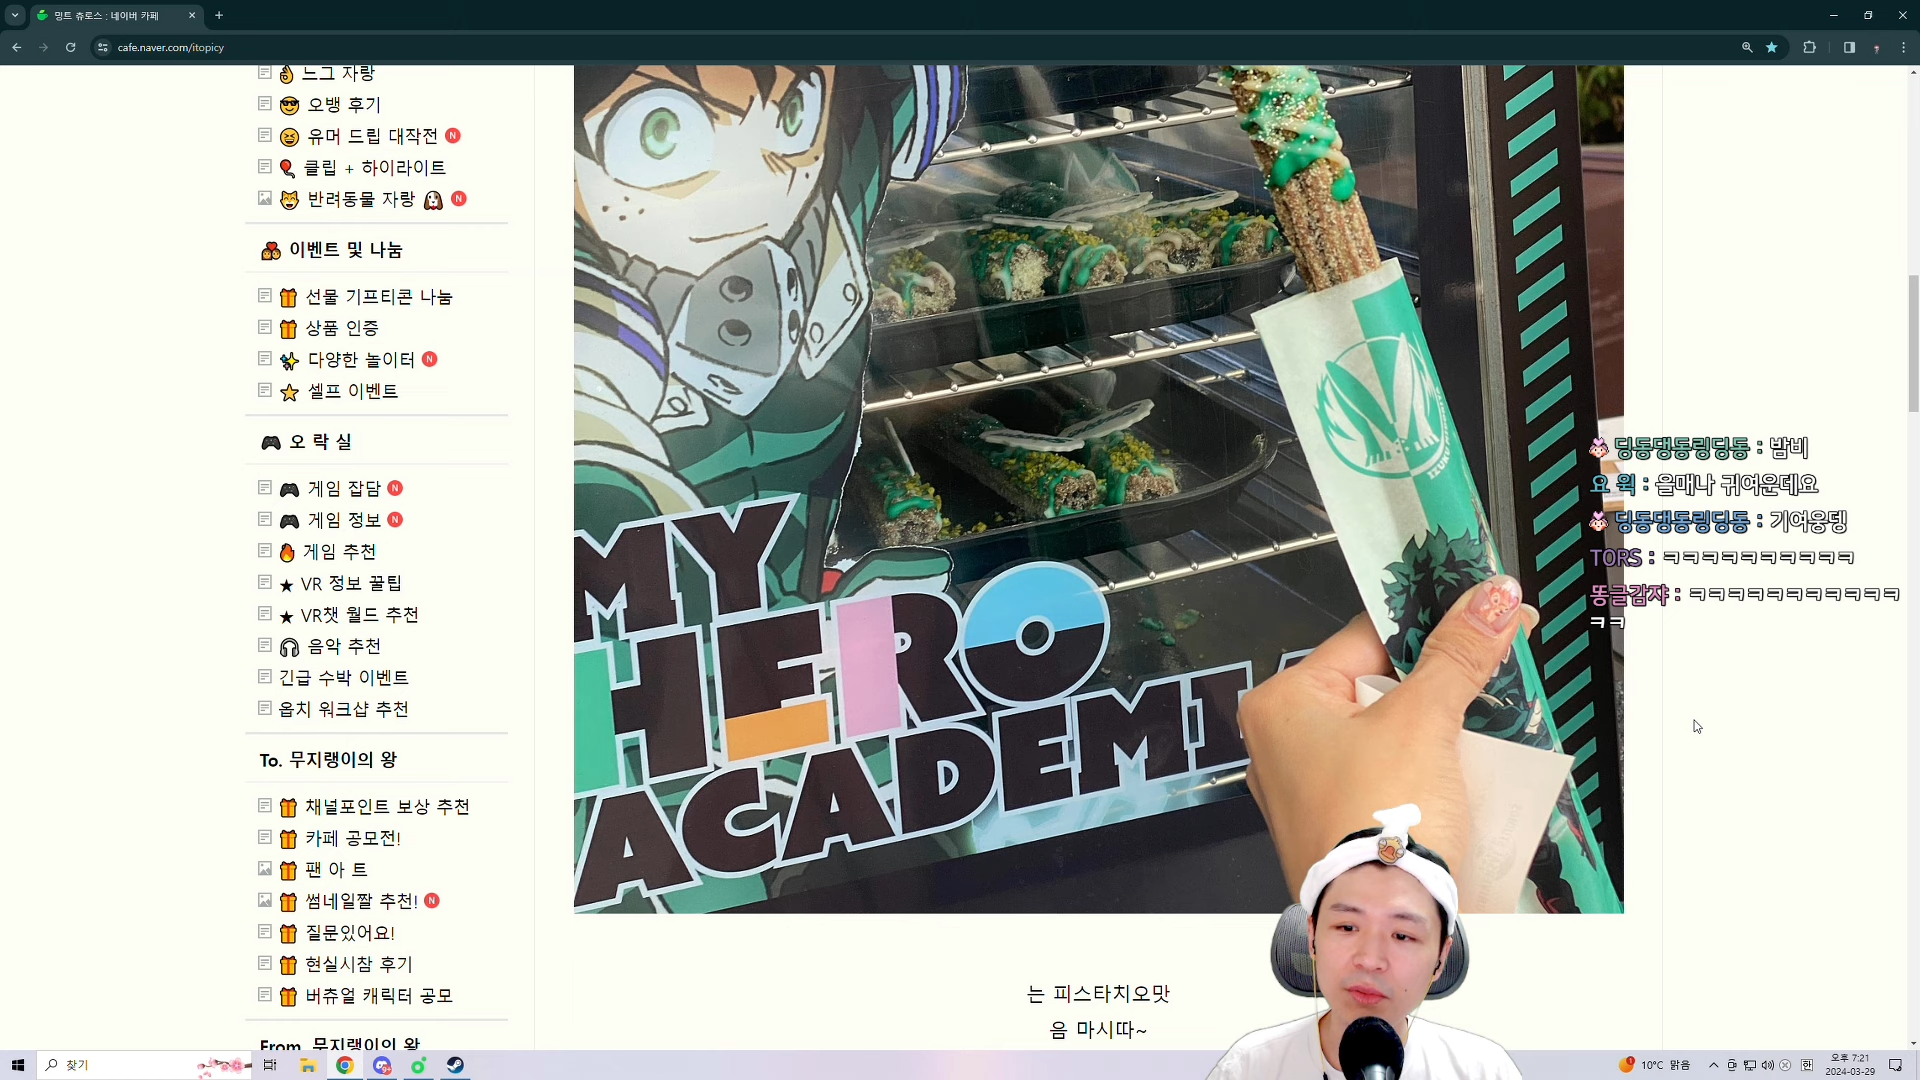 밍트 츄로스 : 네이버 카페
cafe.naver.com/itopicy
느그 자랑
오뱅 후기
유머 드립 대작전 N
클립 + 하이라이트
반려동물 자랑 N
이벤트 및 나눔
선물 기프티콘 나눔
상품 인증
다양한 놀이터 N
셀프 이벤트
오 락 실
게임 잡담 N
게임 정보 N
게임 추천
★ VR 정보 꿀팁
★ VR챗 월드 추천
음악 추천
긴급 수박 이벤트
옵치 워크샵 추천
To. 무지랭이의 왕
채널포인트 보상 추천
카페 공모전!
팬 아 트
썸네일짤 추천! N
질문있어요!
현실시참 후기
버츄얼 캐릭터 공모
From. 무지랭이의 왕
MY
HERO
ACADEMI
딩동댕동링딩동 : 밤비
요 윅 : 을매나 귀여운데요
딩동댕동링딩동 : 기여웅뎅
TORS : ㅋㅋㅋㅋㅋㅋㅋㅋㅋㅋ
똥글감쟈 : ㅋㅋㅋㅋㅋㅋㅋㅋㅋㅋㅋ
ㅋㅋ
는 피스타치오맛
음 마시따~
찾기
9+
1
10°C 맑음
한
오후 7:21
2024-03-29